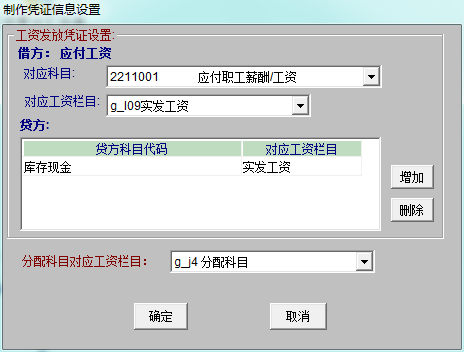 制作凭证信息设置
工资发放凭证设置:
借方: 应付工资
对应科目: 2211001 应付职工薪酬/工资
对应工资栏目: g_l09实发工资
贷方:
贷方科目代码 对应工资栏目
库存现金 实发工资
增加
删除
分配科目对应工资栏目: g_j4 分配科目
确定 取消